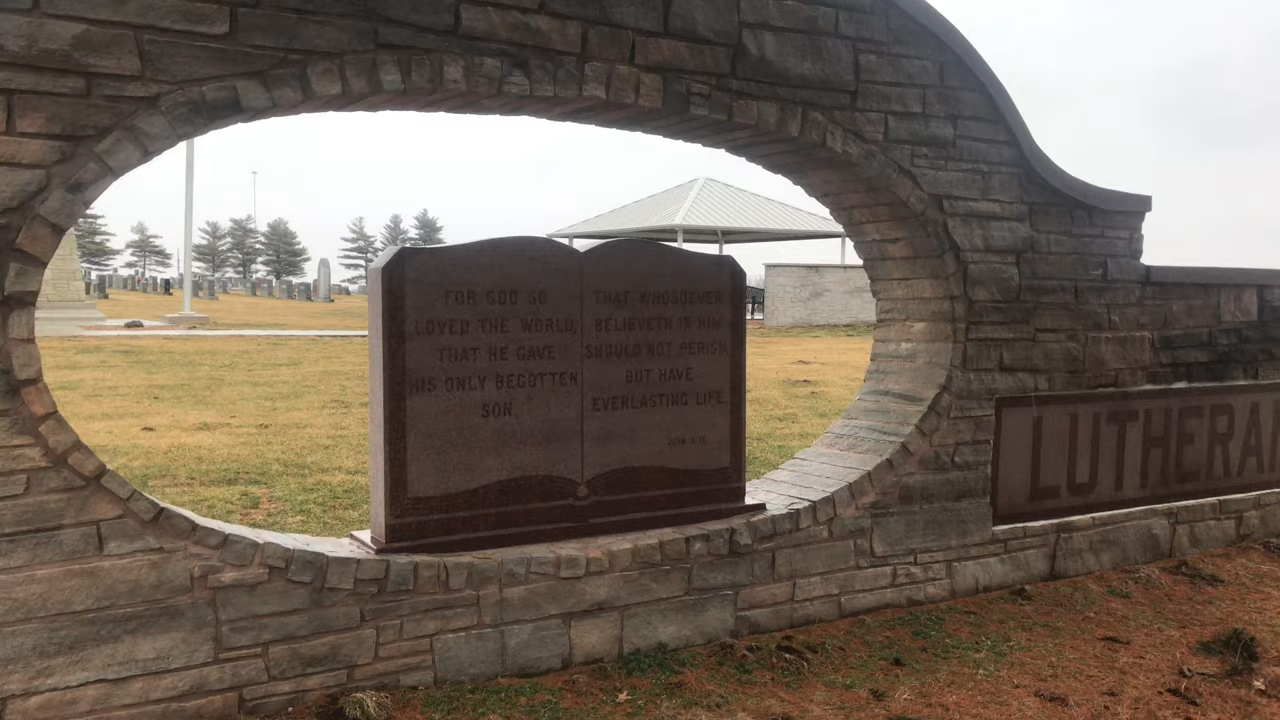 FOR GOD SO
LOVED THE WORLD,
THAT HE GAVE
HIS ONLY BEGOTTEN
SON,
THAT WHOSOEVER
BELIEVETH IN HIM
SHOULD NOT PERISH,
BUT HAVE
EVERLASTING LIFE.
JOHN 3:16
LUTHERA